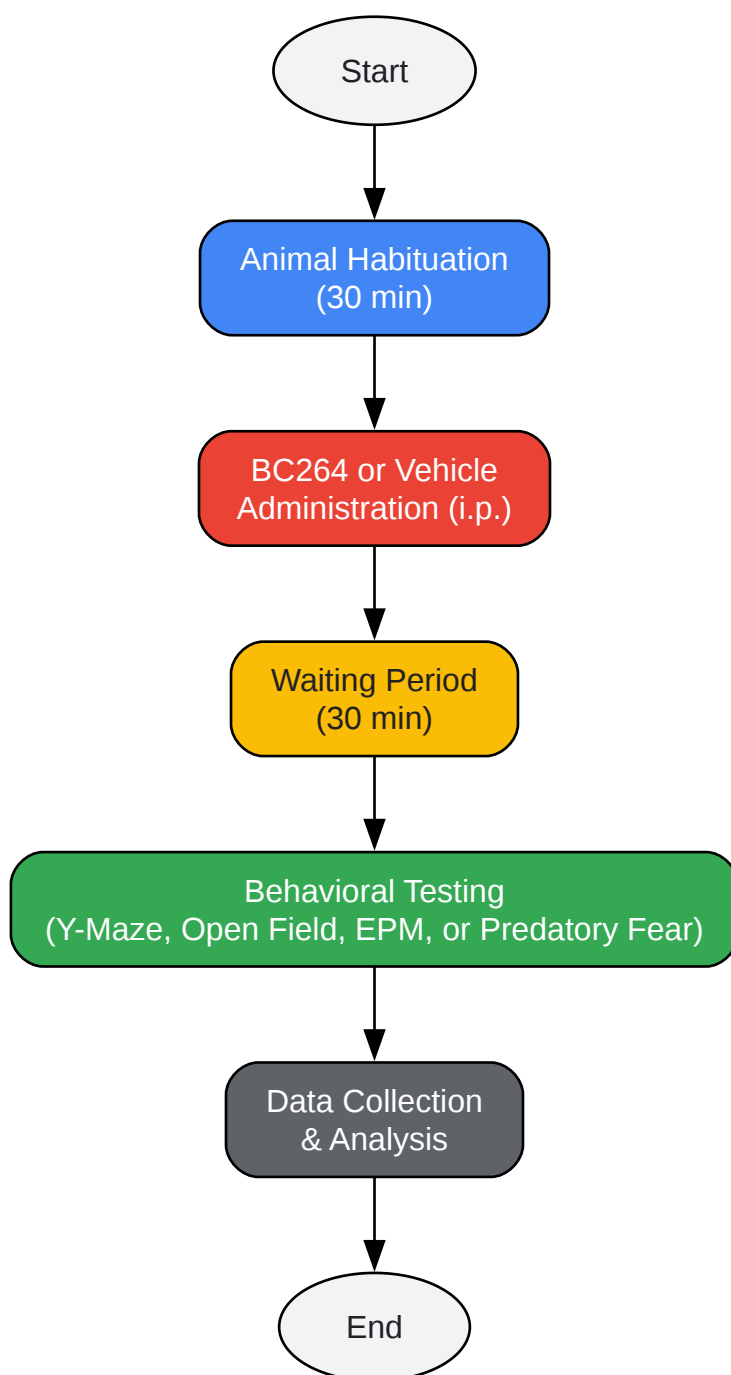 Start
Animal Habituation
(30 min)
BC264 or Vehicle
Administration (i.p.)
Waiting Period
(30 min)
Behavioral Testing
(Y-Maze, Open Field, EPM, or Predatory Fear)
Data Collection
& Analysis
End